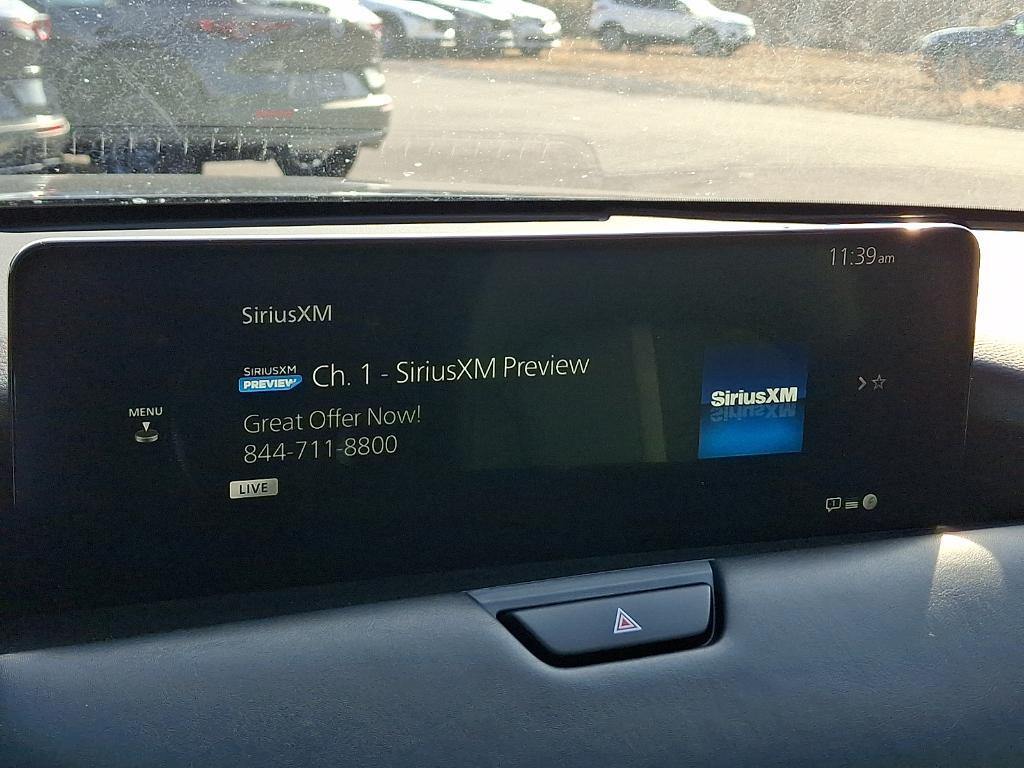 11:39am
SiriusXM
SIRIUSXM
PREVIEW
Ch. 1 - SiriusXM Preview
SiriusXM
MENU
Great Offer Now!
844-711-8800
LIVE